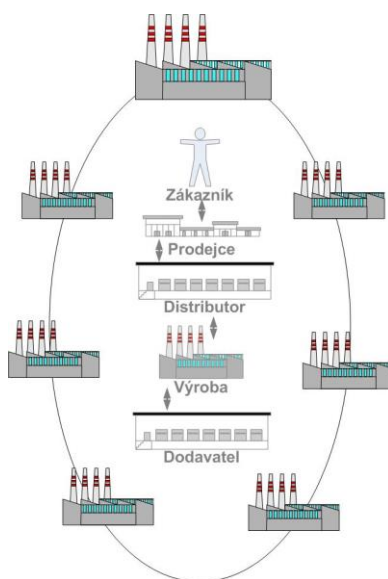 Zákazník
Prodejce
Distributor
Výroba
Dodavatel